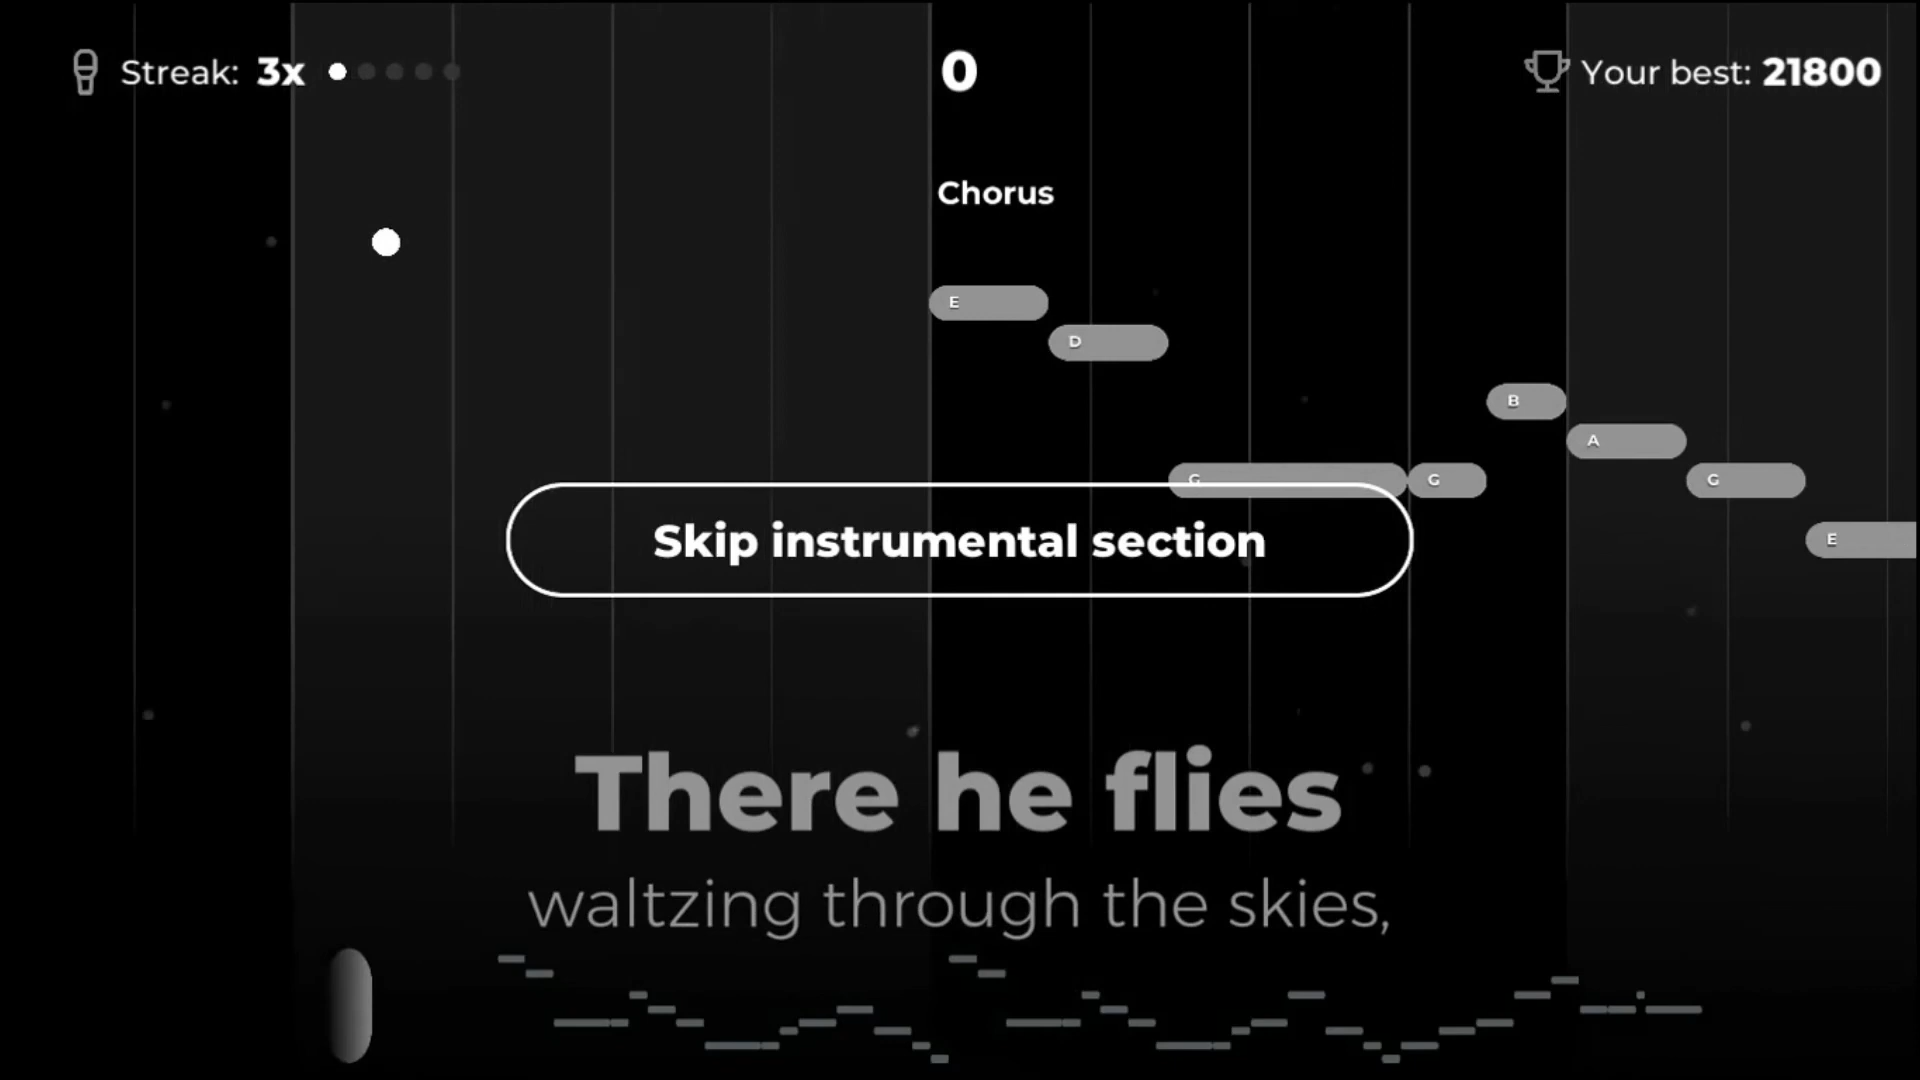 Streak: 3x
0
Your best: 21800
Chorus
E
D
G
G
B
A
G
E
Skip instrumental section
There he flies
waltzing through the skies,